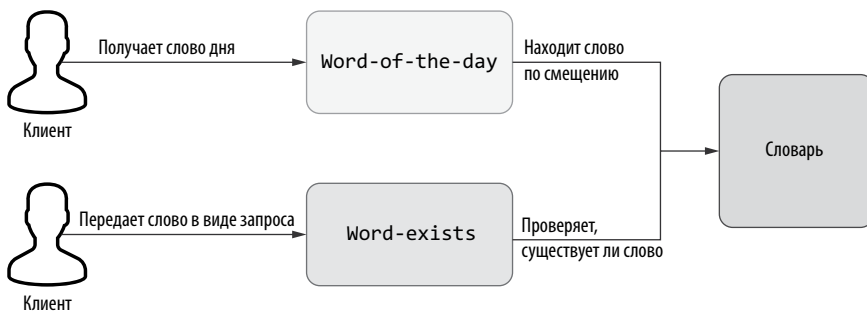 Получает слово дня
Word-of-the-day
Находит слово
по смещению
Клиент
Словарь
Передает слово в виде запроса
Word-exists
Проверяет,
существует ли слово
Клиент